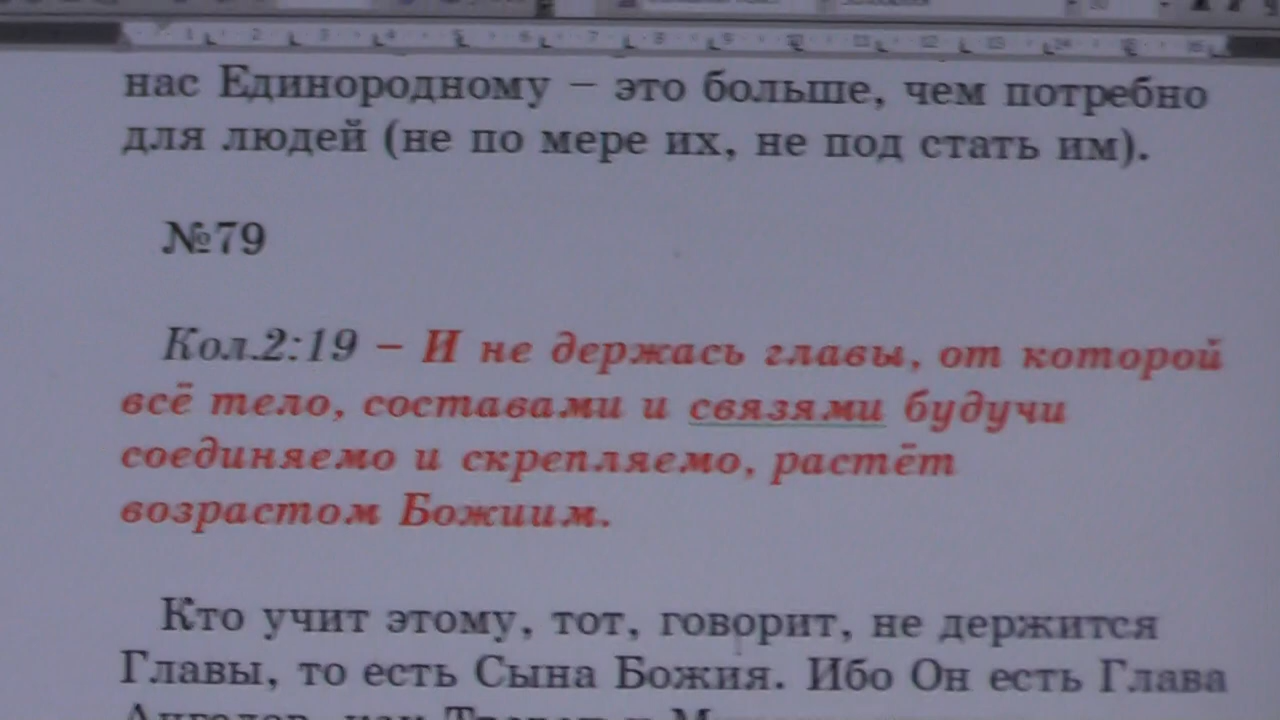 нас Единородному – это больше, чем потребно
для людей (не по мере их, не под стать им).
№79
Кол.2:19 – И не держась главы, от которой
всё тело, составами и связями будучи
соединяемо и скрепляемо, растёт
возрастом Божиим.
Кто учит этому, тот, говорит, не держится
Главы, то есть Сына Божия. Ибо Он есть Глава